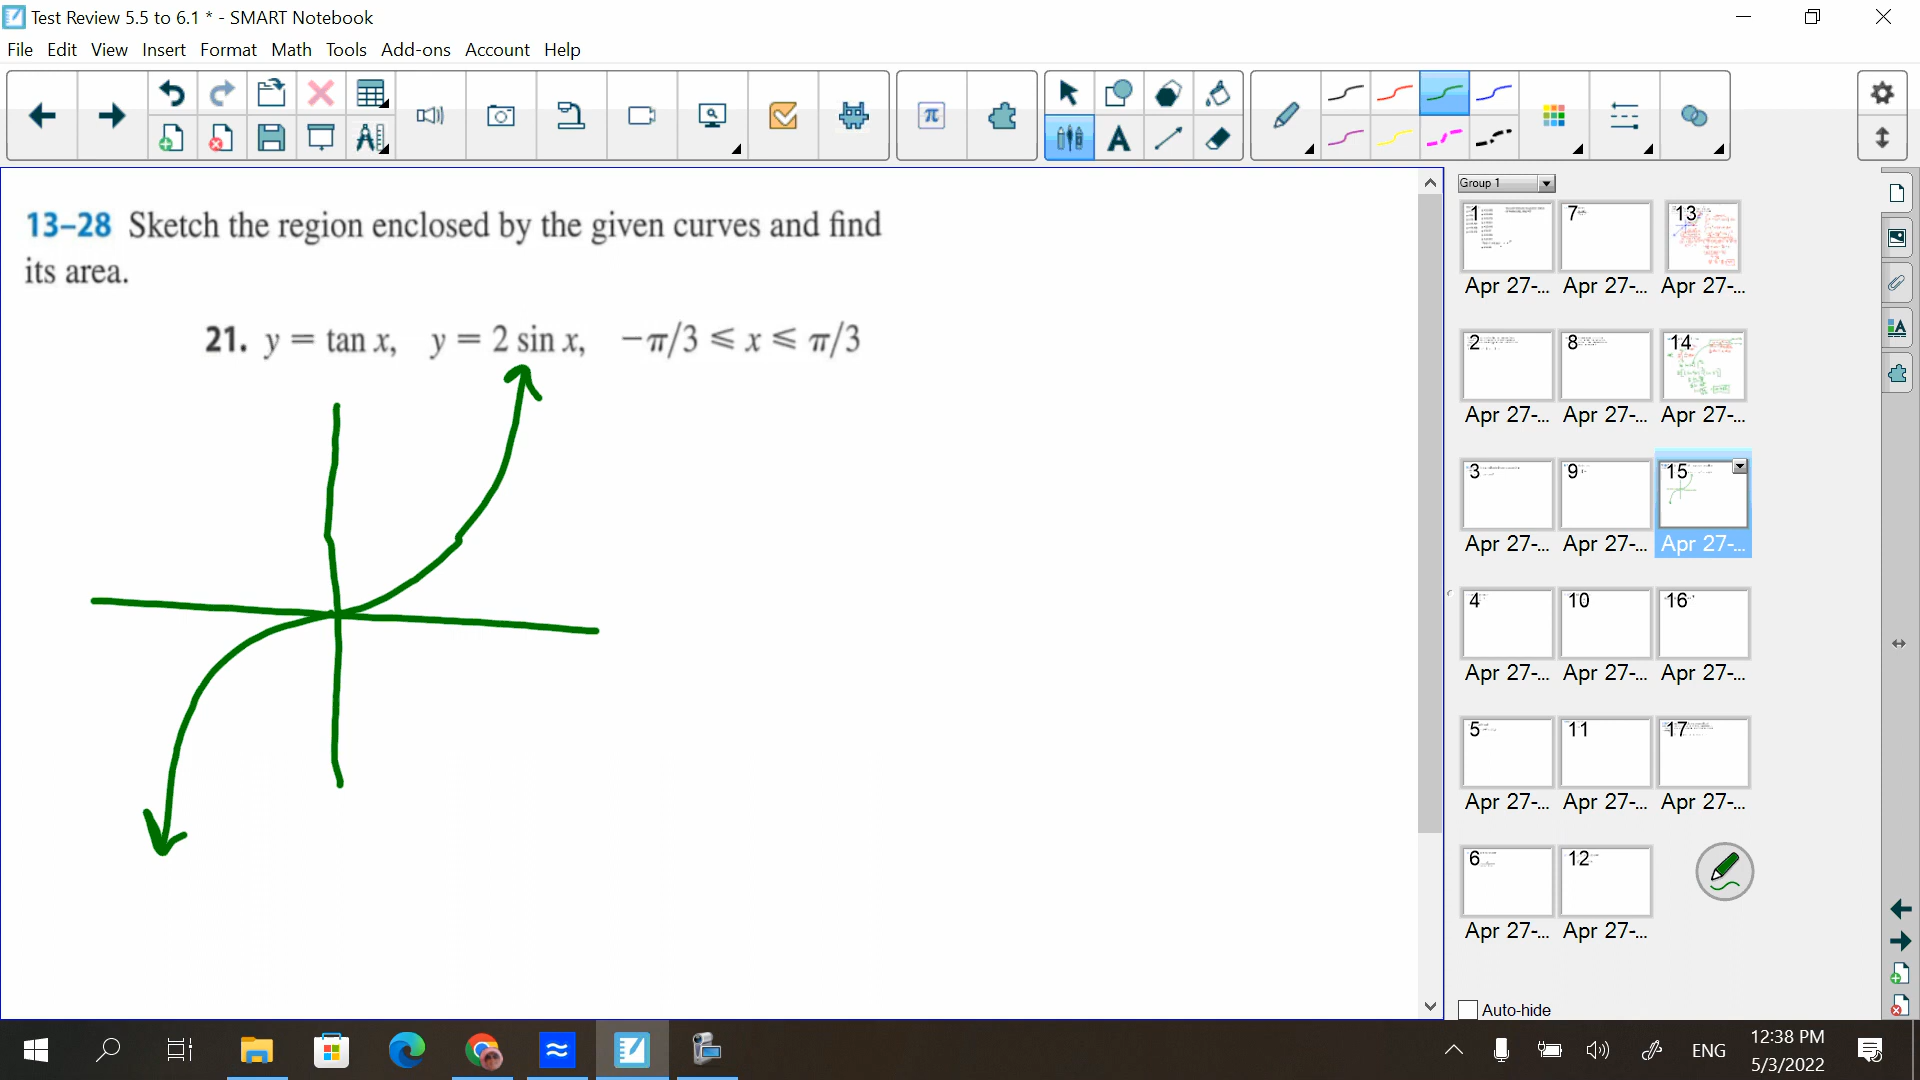 Test Review 5.5 to 6.1 * - SMART Notebook
File Edit View Insert Format Math Tools Add-ons Account Help
13–28 Sketch the region enclosed by the given curves and find
its area.
21. y = tan x, y = 2 sin x, −π/3 ⩽ x ⩽ π/3
Group 1
1 7 13
Apr 27-... Apr 27-... Apr 27-...
2 8 14
Apr 27-... Apr 27-... Apr 27-...
3 9 15
Apr 27-... Apr 27-... Apr 27-...
4 10 16
Apr 27-... Apr 27-... Apr 27-...
5 11 17
Apr 27-... Apr 27-... Apr 27-...
6 12
Apr 27-... Apr 27-...
Auto-hide
ENG
12:38 PM
5/3/2022